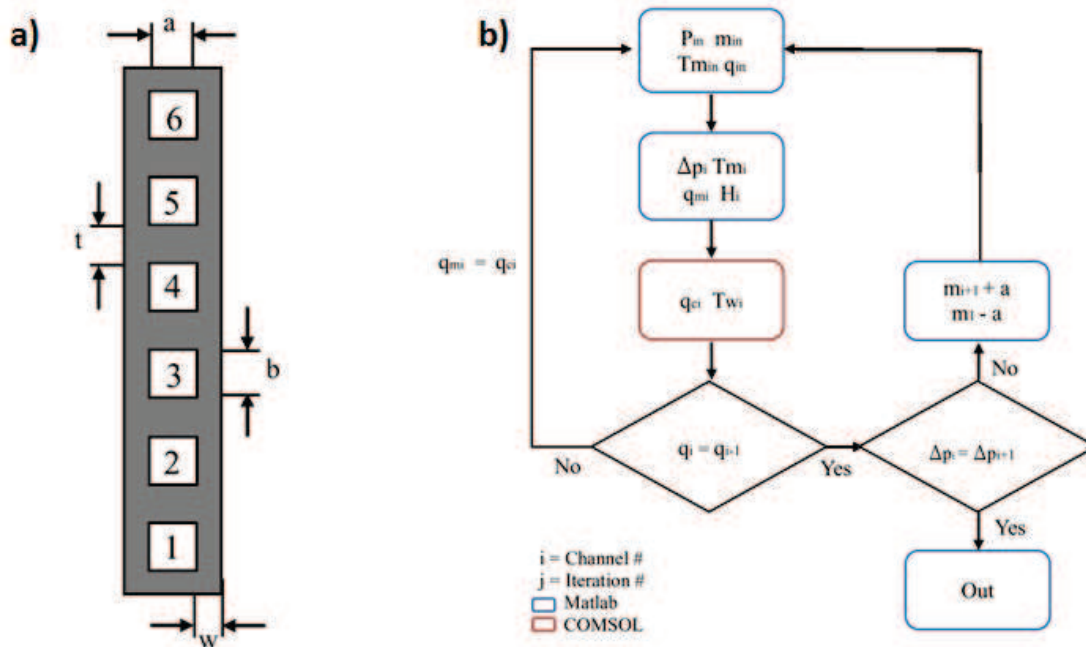 a)
a
6
5
t
4
3
b
2
1
w
b)
Pin min
Tmin qin
Δpi Tmi
qmi Hi
qmi = qci
qci Twi
mi+1 + a
m1 - a
No
qi = qi-1
No
Yes
Δpi = Δpi+1
Yes
i = Channel #
j = Iteration #
Matlab
COMSOL
Out